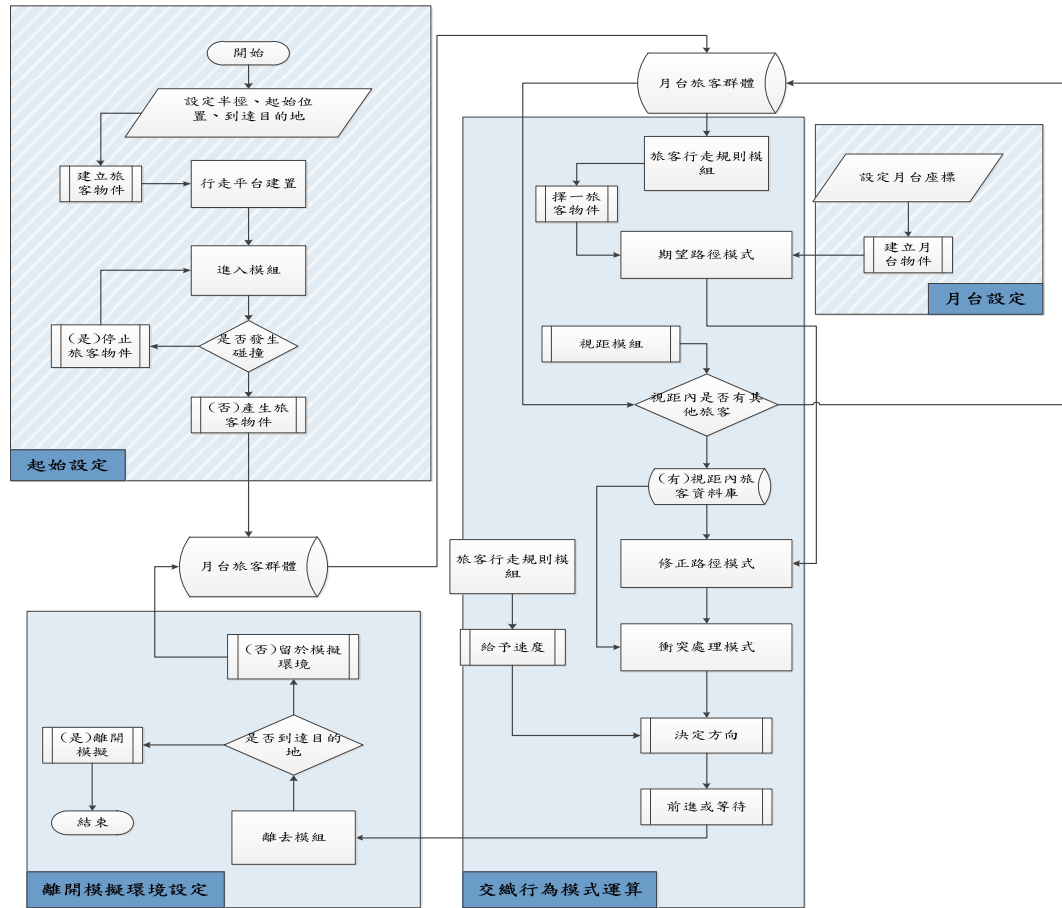 開始
設定半徑、起始位
置、到達目的地
建立旅
客物件
行走平台建置
進入模組
(是)停止
旅客物件
是否發生
碰撞
(否)產生旅
客物件
起始設定
月台旅客群體
(否)留於模擬
環境
(是)離開
模擬
是否到達目的
地
結束
離去模組
離開模擬環境設定
月台旅客群體
旅客行走規則模
組
擇一旅
客物件
期望路徑模式
視距模組
視距內是否有其
他旅客
(有)視距內旅
客資料庫
旅客行走規則模
組
修正路徑模式
給予速度
衝突處理模式
決定方向
前進或等待
交織行為模式運算
設定月台座標
建立月
台物件
月台設定